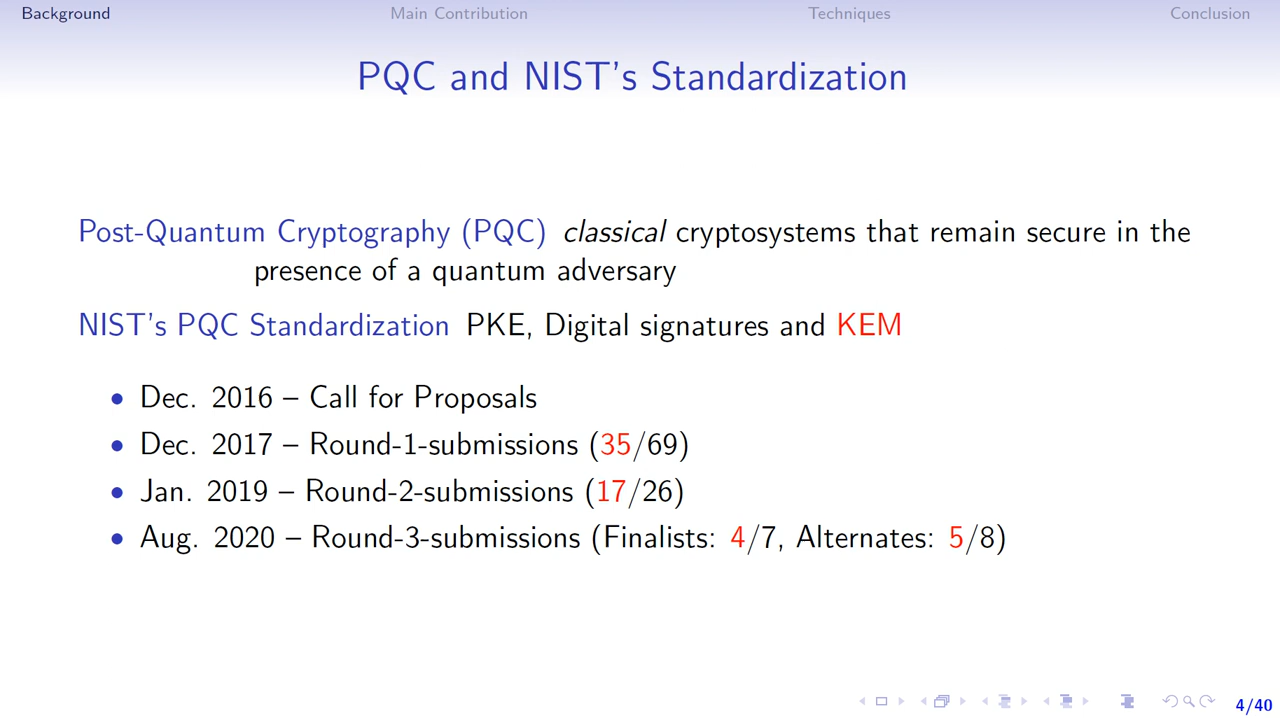 Background Main Contribution Techniques Conclusion
PQC and NIST's Standardization
Post-Quantum Cryptography (PQC) classical cryptosystems that remain secure in the
presence of a quantum adversary
NIST's PQC Standardization PKE, Digital signatures and KEM
• Dec. 2016 – Call for Proposals
• Dec. 2017 – Round-1-submissions (35/69)
• Jan. 2019 – Round-2-submissions (17/26)
• Aug. 2020 – Round-3-submissions (Finalists: 4/7, Alternates: 5/8)
4/40